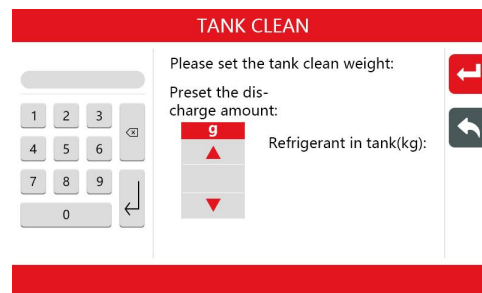 TANK CLEAN
Please set the tank clean weight:
Preset the dis-
charge amount:
g
Refrigerant in tank(kg):
1 2 3
4 5 6
7 8 9
0